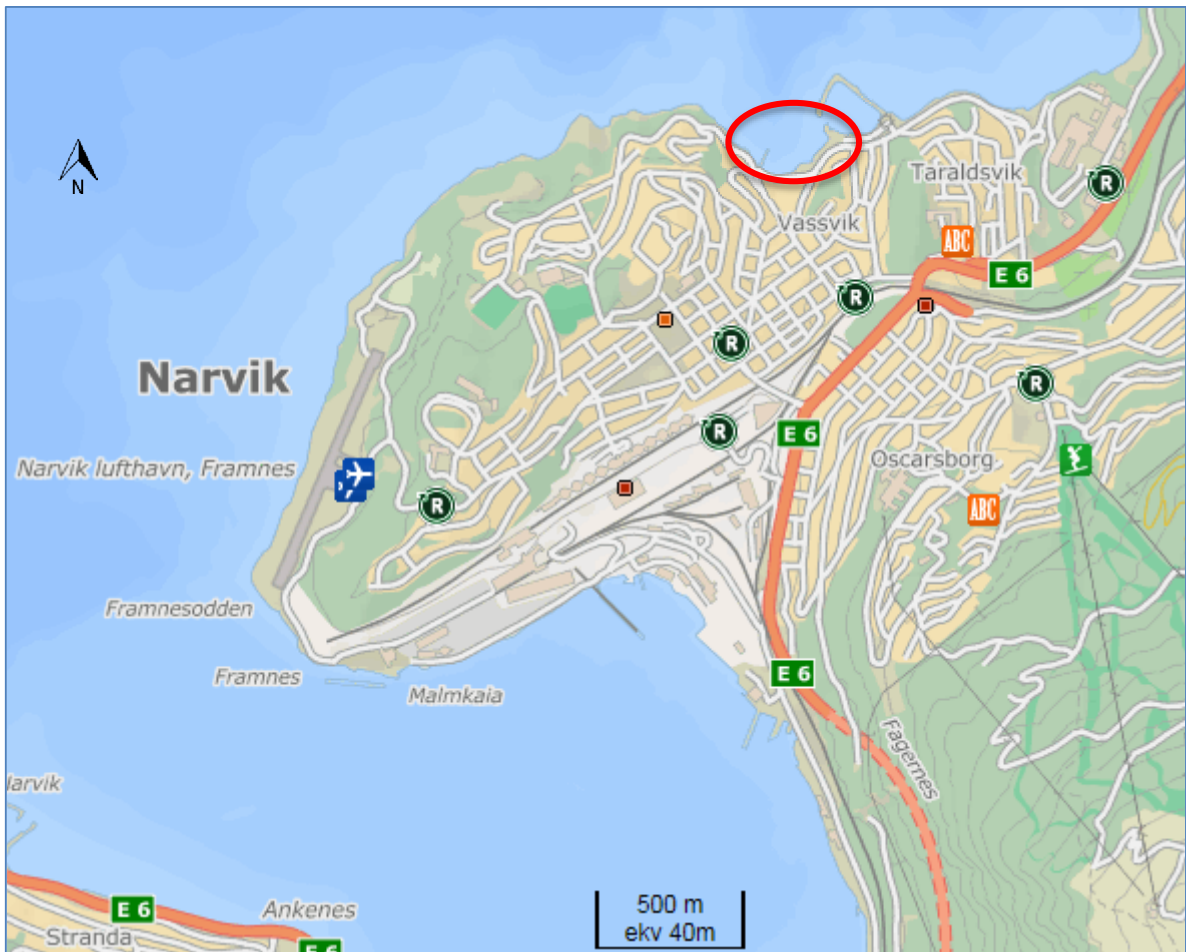 N
Taraldsvik
R
Vassvik
ABC
E 6
R
R
Narvik
R
R
E 6
Narvik lufthavn, Framnes
Oscarsborg
R
ABC
Framnesodden
Framnes
E 6
Malmkaia
Fagernes
arvik
E 6
Ankenes
500 m
ekv 40m
Stranda
E 6